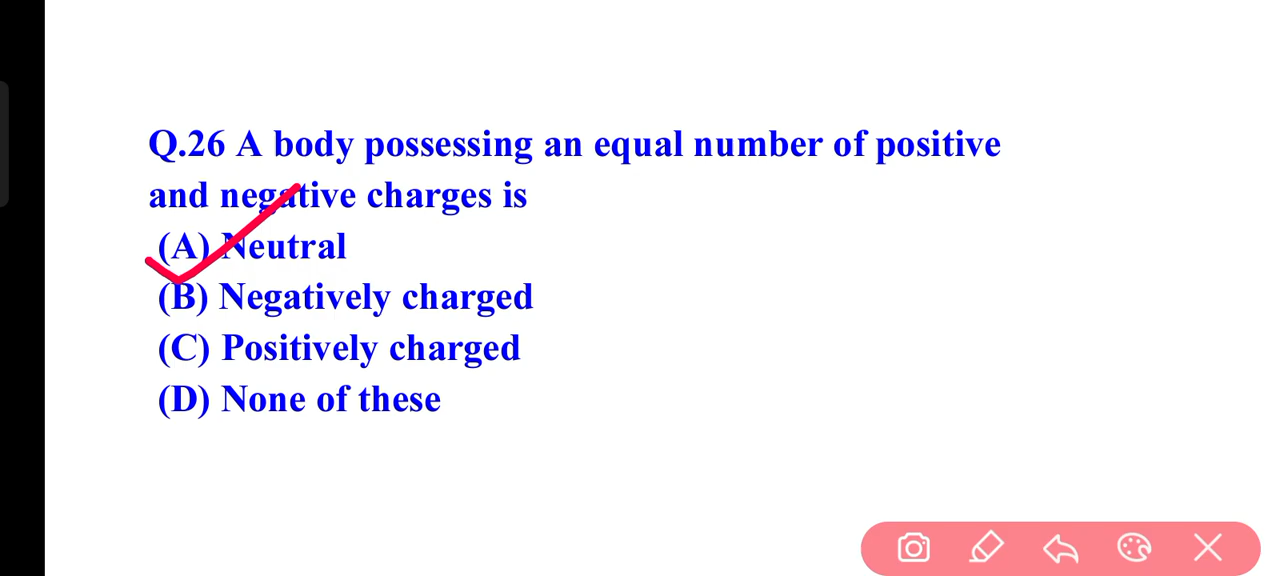 Q.26 A body possessing an equal number of positive
and negative charges is
(A) Neutral
(B) Negatively charged
(C) Positively charged
(D) None of these